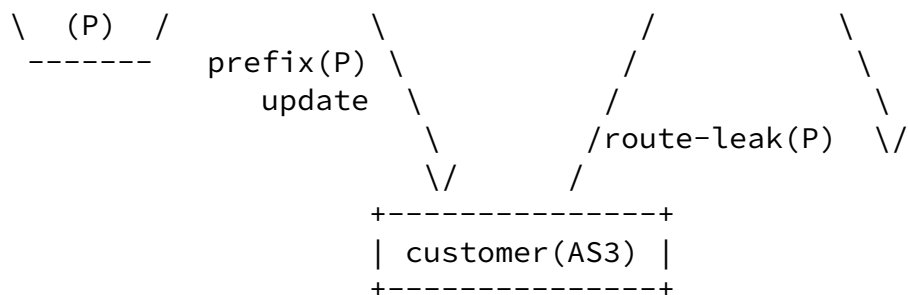 \  (P)  /             \                /            \
 -------    prefix(P)  \              /              \
              update    \            /                \
                         \          /route-leak(P)    \/
                         \/        /
                      +---------------+
                      | customer(AS3) |
                      +---------------+